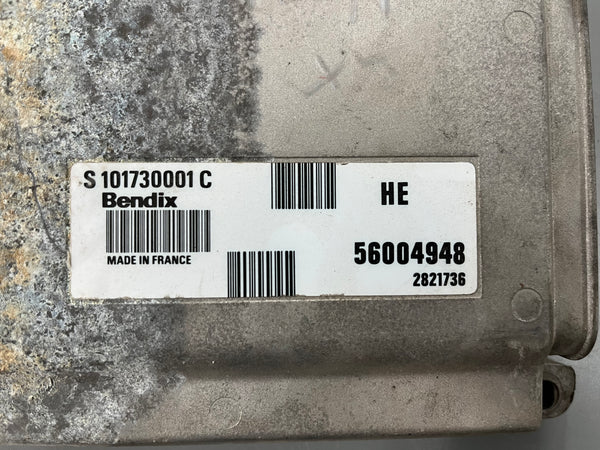 S 101730001 C
Bendix
MADE IN FRANCE
HE
56004948
2821736